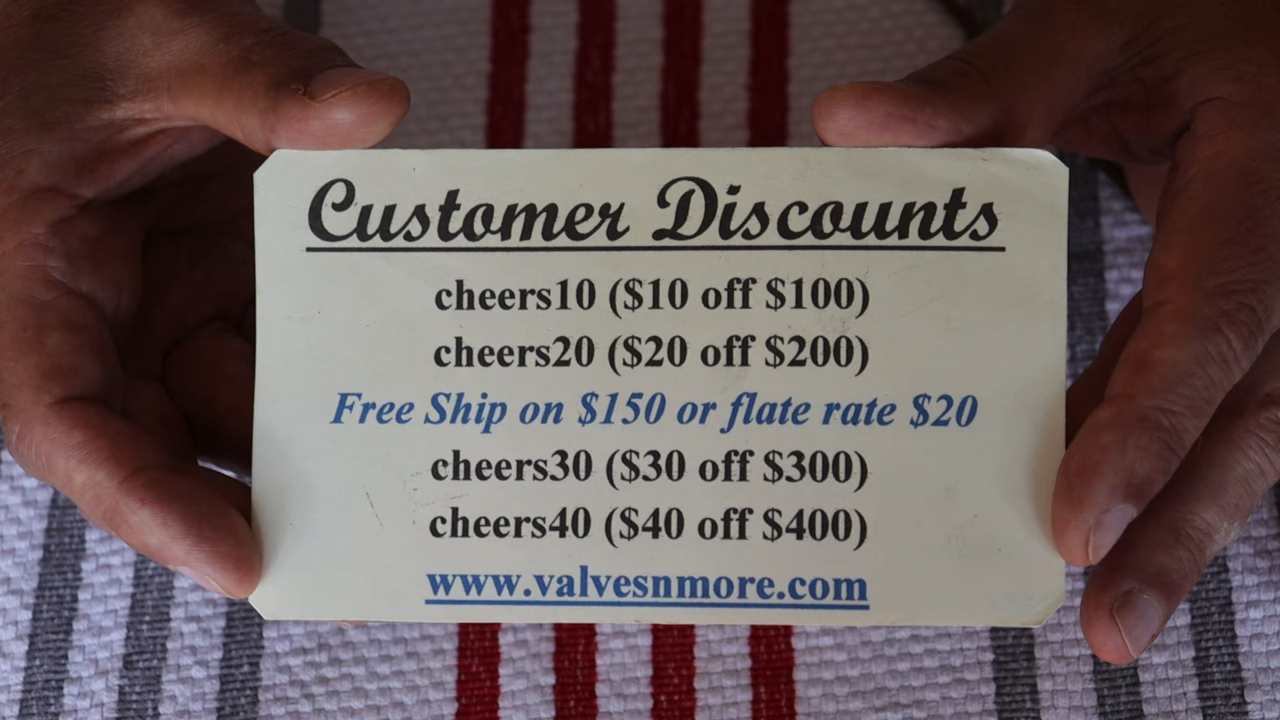 Customer Discounts
cheers10 ($10 off $100)
cheers20 ($20 off $200)
Free Ship on $150 or flate rate $20
cheers30 ($30 off $300)
cheers40 ($40 off $400)
www.valvesnmore.com